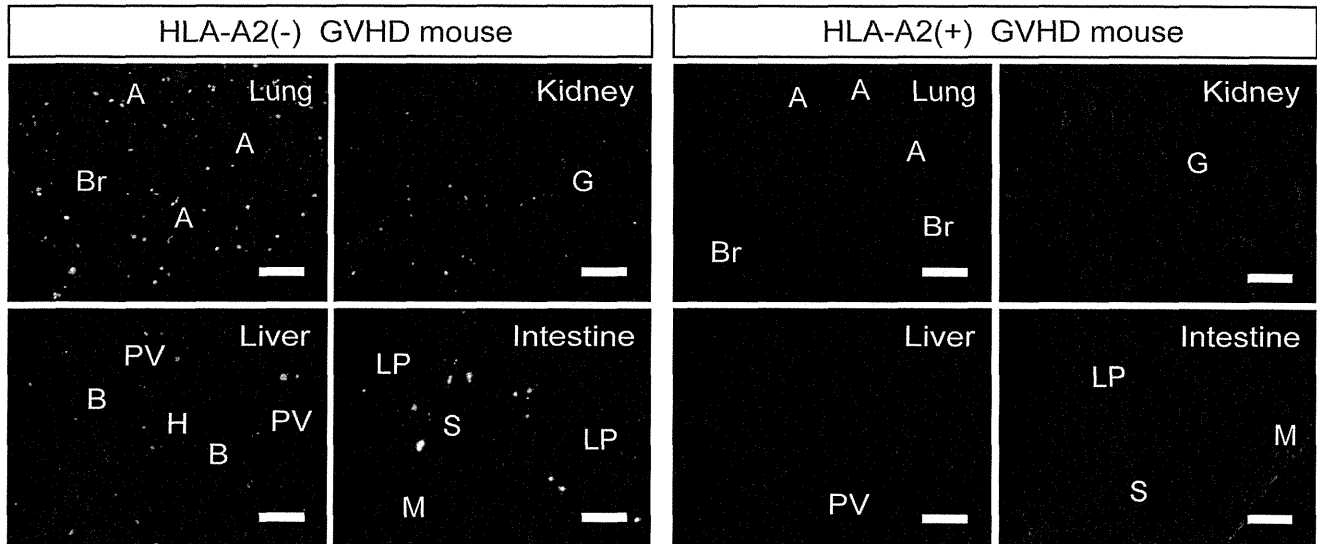 HLA-A2(-) GVHD mouse
HLA-A2(+) GVHD mouse
A
Lung
A
Br
A
Kidney
G
A
A
Lung
A
Br
Br
Kidney
G
Liver
PV
B
H
PV
B
Intestine
LP
S
LP
M
Liver
PV
Intestine
LP
M
S